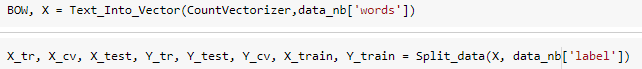 BOW, X = Text_Into_Vector(CountVectorizer,data_nb['words'])
X_tr, X_cv, X_test, Y_tr, Y_test, Y_cv, X_train, Y_train = Split_data(X, data_nb['label'])